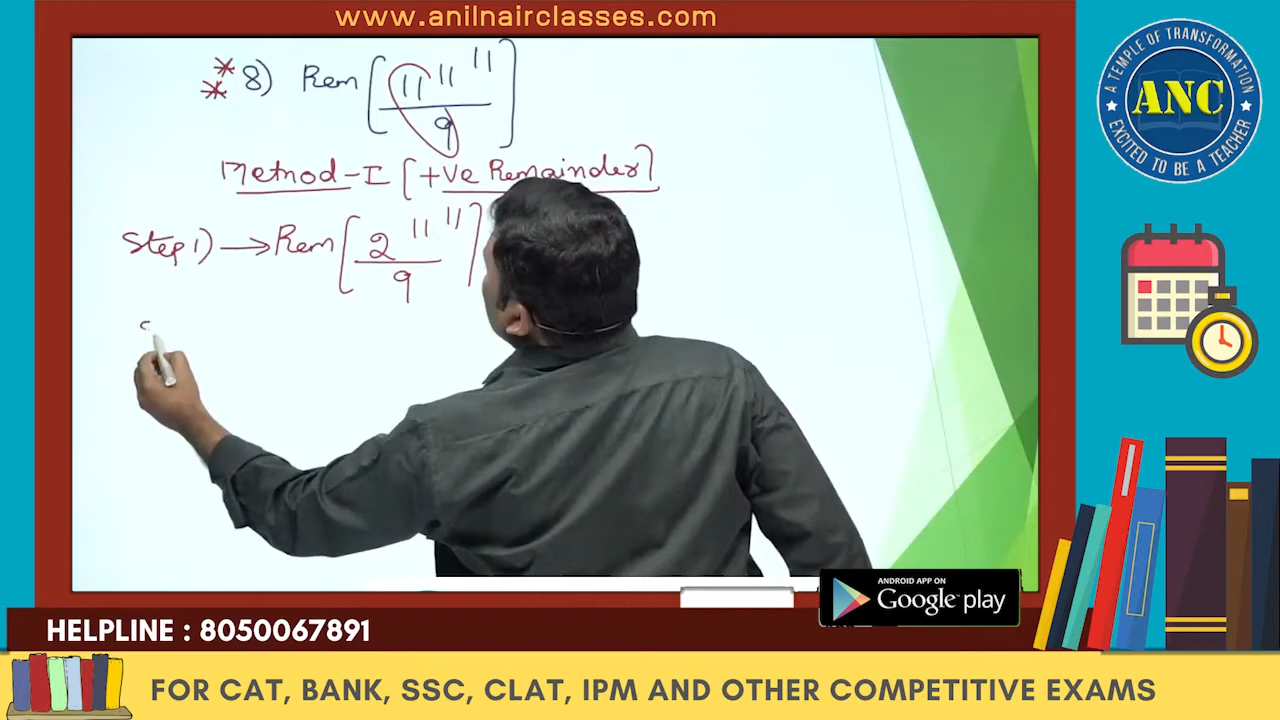 www.anilnairclasses.com
8) Rem [ 11^11^11 / 9 ]
Method-I [+ve Remainder]
Step 1) → Rem [ 2^11^11 / 9 ]
A TEMPLE OF TRANSFORMATION
ANC
EXCITED TO BE A TEACHER
ANDROID APP ON
Google play
HELPLINE : 8050067891
FOR CAT, BANK, SSC, CLAT, IPM AND OTHER COMPETITIVE EXAMS